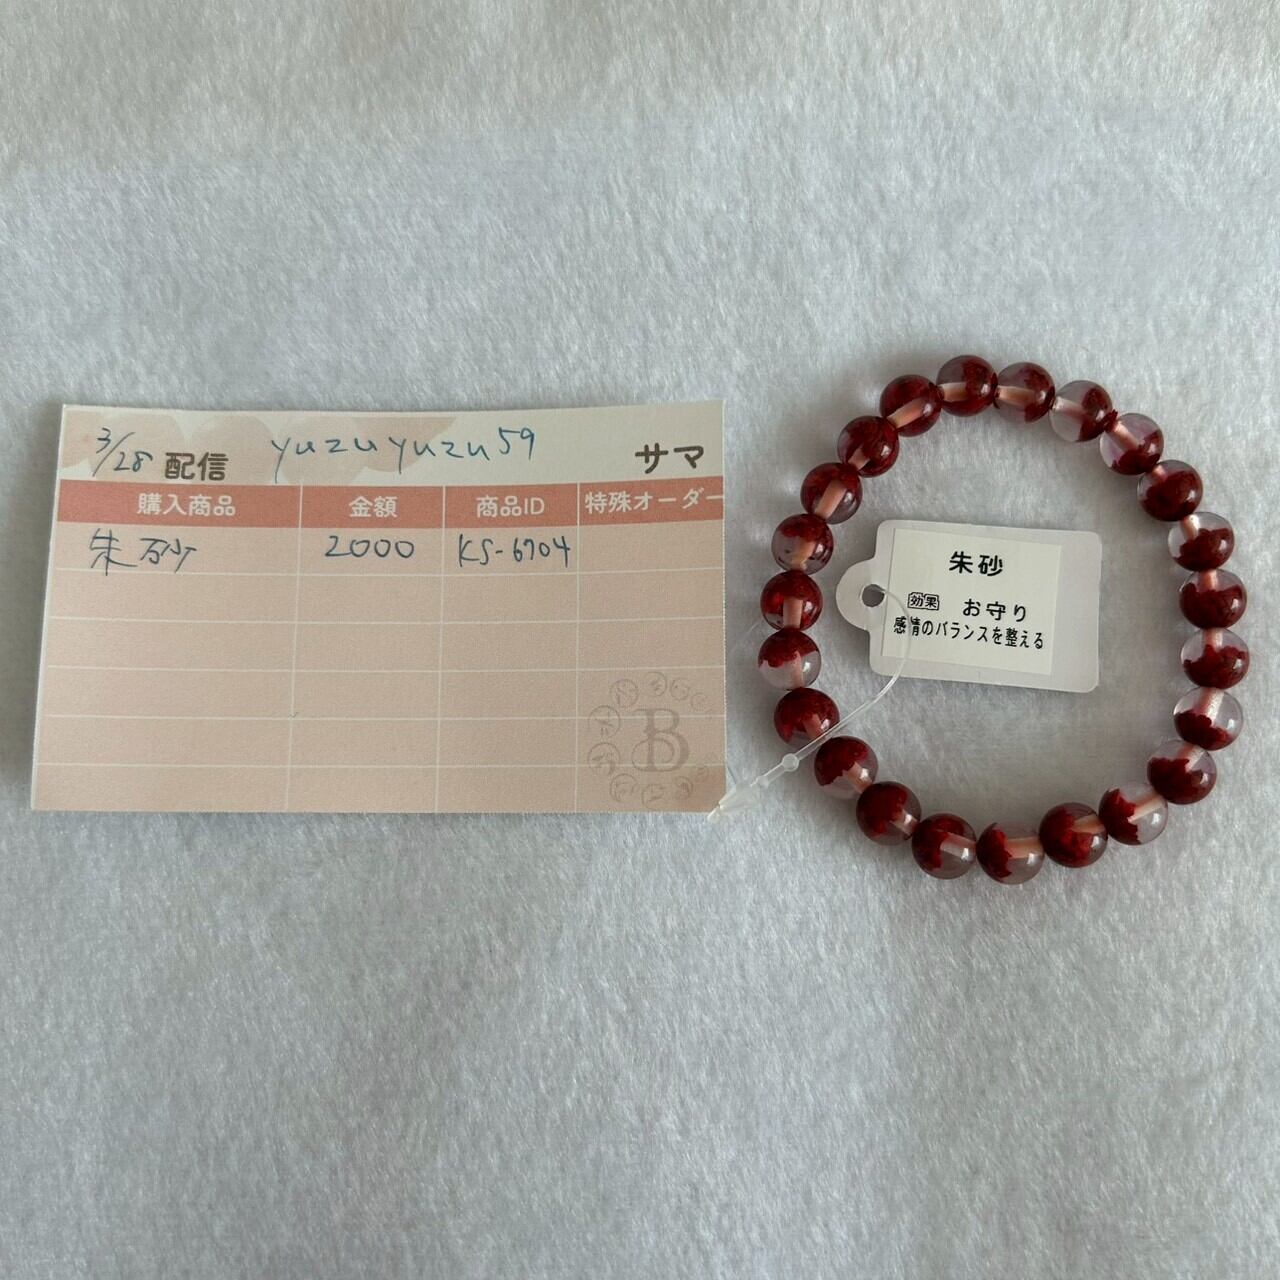 3/28 配信 yuzuyuzu59 サマ
購入商品 金額 商品ID 特殊オーダー
朱砂 2000 KS-6704
B
朱砂
効果 お守り
感情のバランスを整える